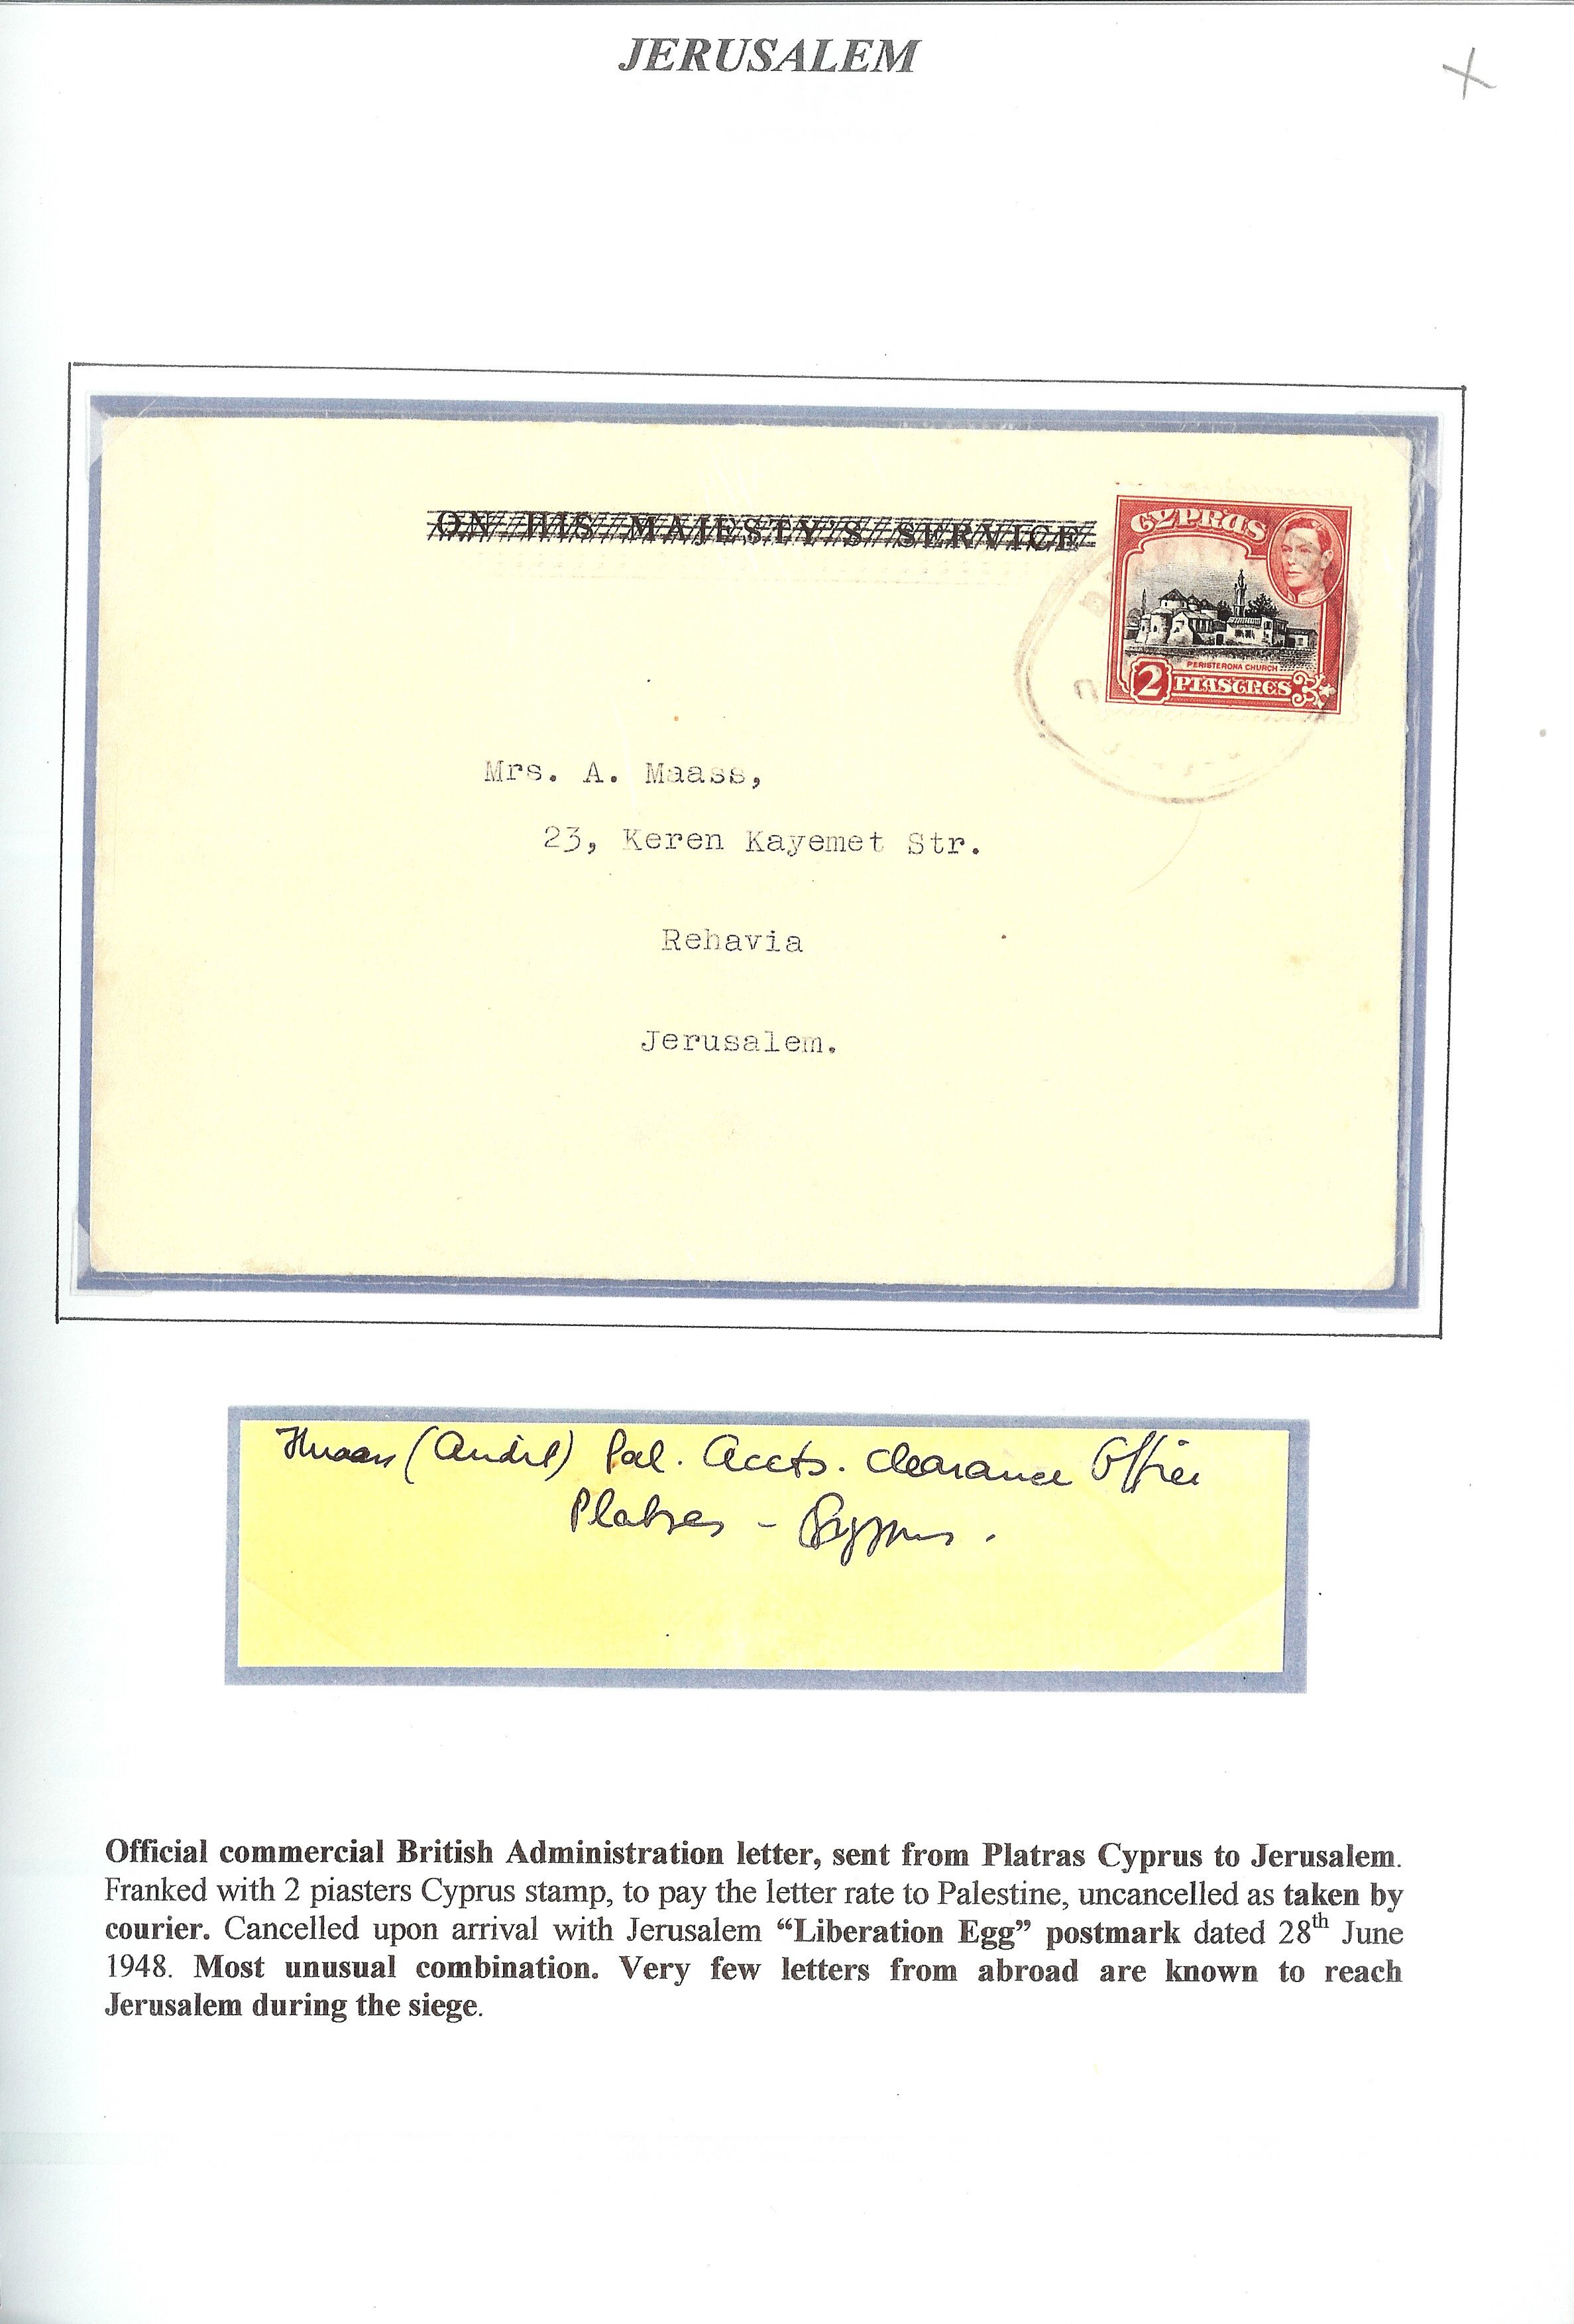 JERUSALEM
ON HIS MAJESTY'S SERVICE
CYPRUS
PERISTERONA CHURCH
2 PIASTRES
Mrs. A. Maass,
23, Keren Kayemet Str.
Rehavia
Jerusalem.
(Audit) Pal. Accts. Clearance Office
Platres - Cyprus.
Official commercial British Administration letter, sent from Platras Cyprus to Jerusalem.
Franked with 2 piasters Cyprus stamp, to pay the letter rate to Palestine, uncancelled as taken by
courier. Cancelled upon arrival with Jerusalem “Liberation Egg” postmark dated 28th June
1948. Most unusual combination. Very few letters from abroad are known to reach
Jerusalem during the siege.